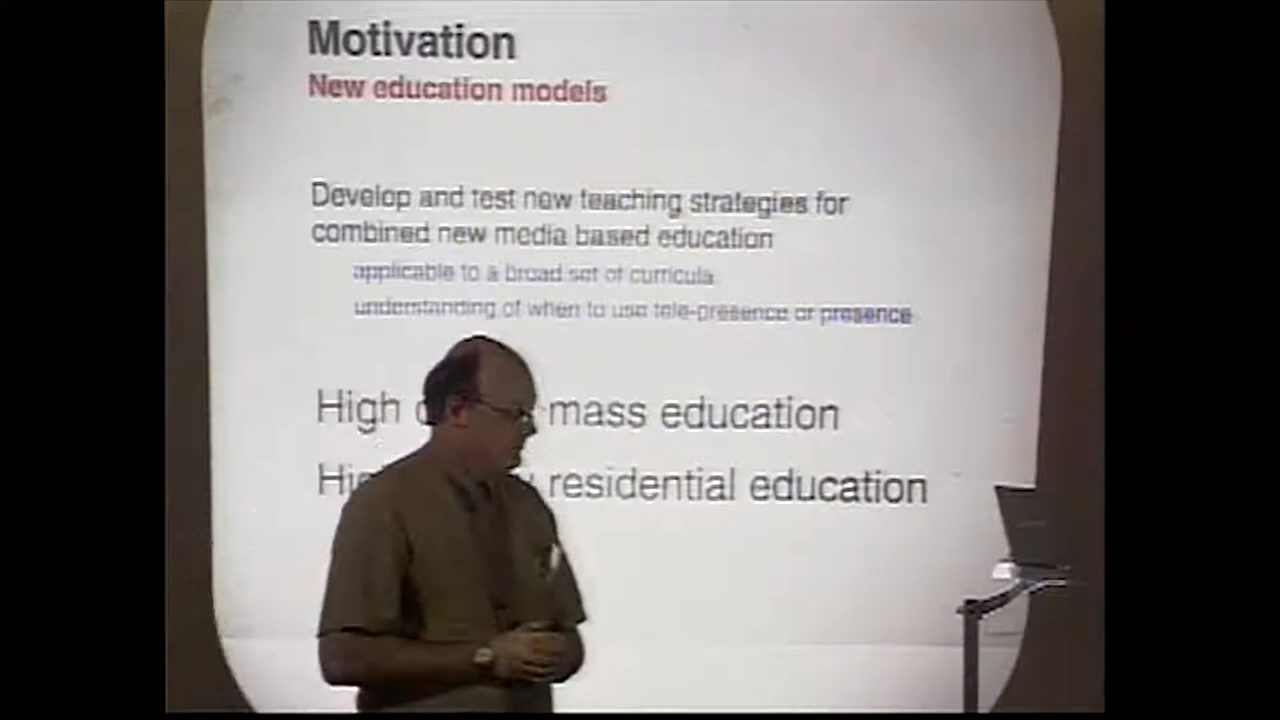 Motivation
New education models
Develop and test new teaching strategies for
combined new media based education
applicable to a broad set of curricula
understanding of when to use tele-presence or presence
High mass education
residential education